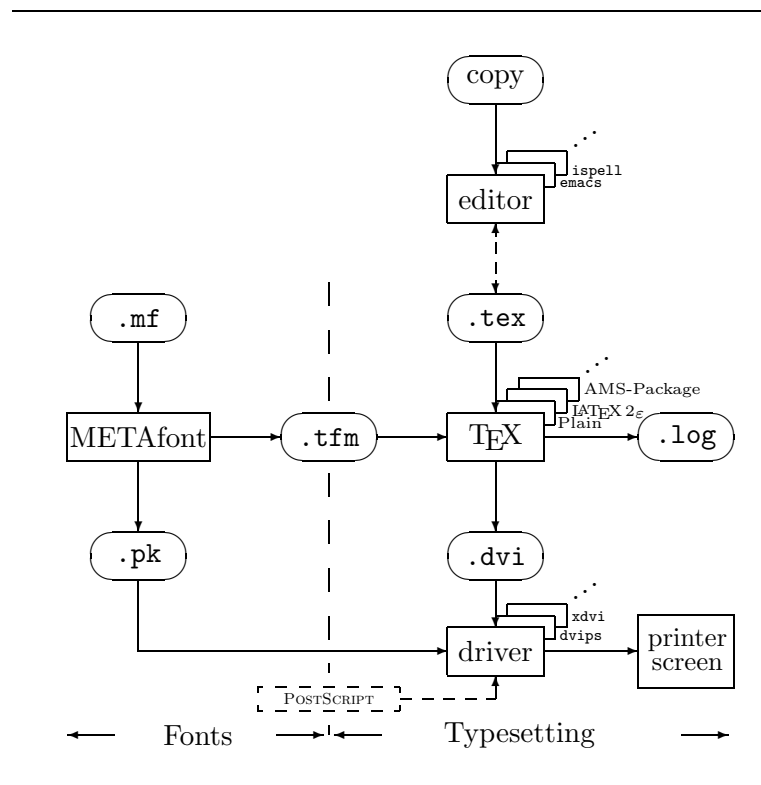 copy
ispell
emacs
editor
.mf
.tex
AMS-Package
LATEX 2ε
Plain
METAfont
.tfm
TEX
.log
.pk
.dvi
xdvi
dvips
driver
printer
screen
POSTSCRIPT
Fonts
Typesetting